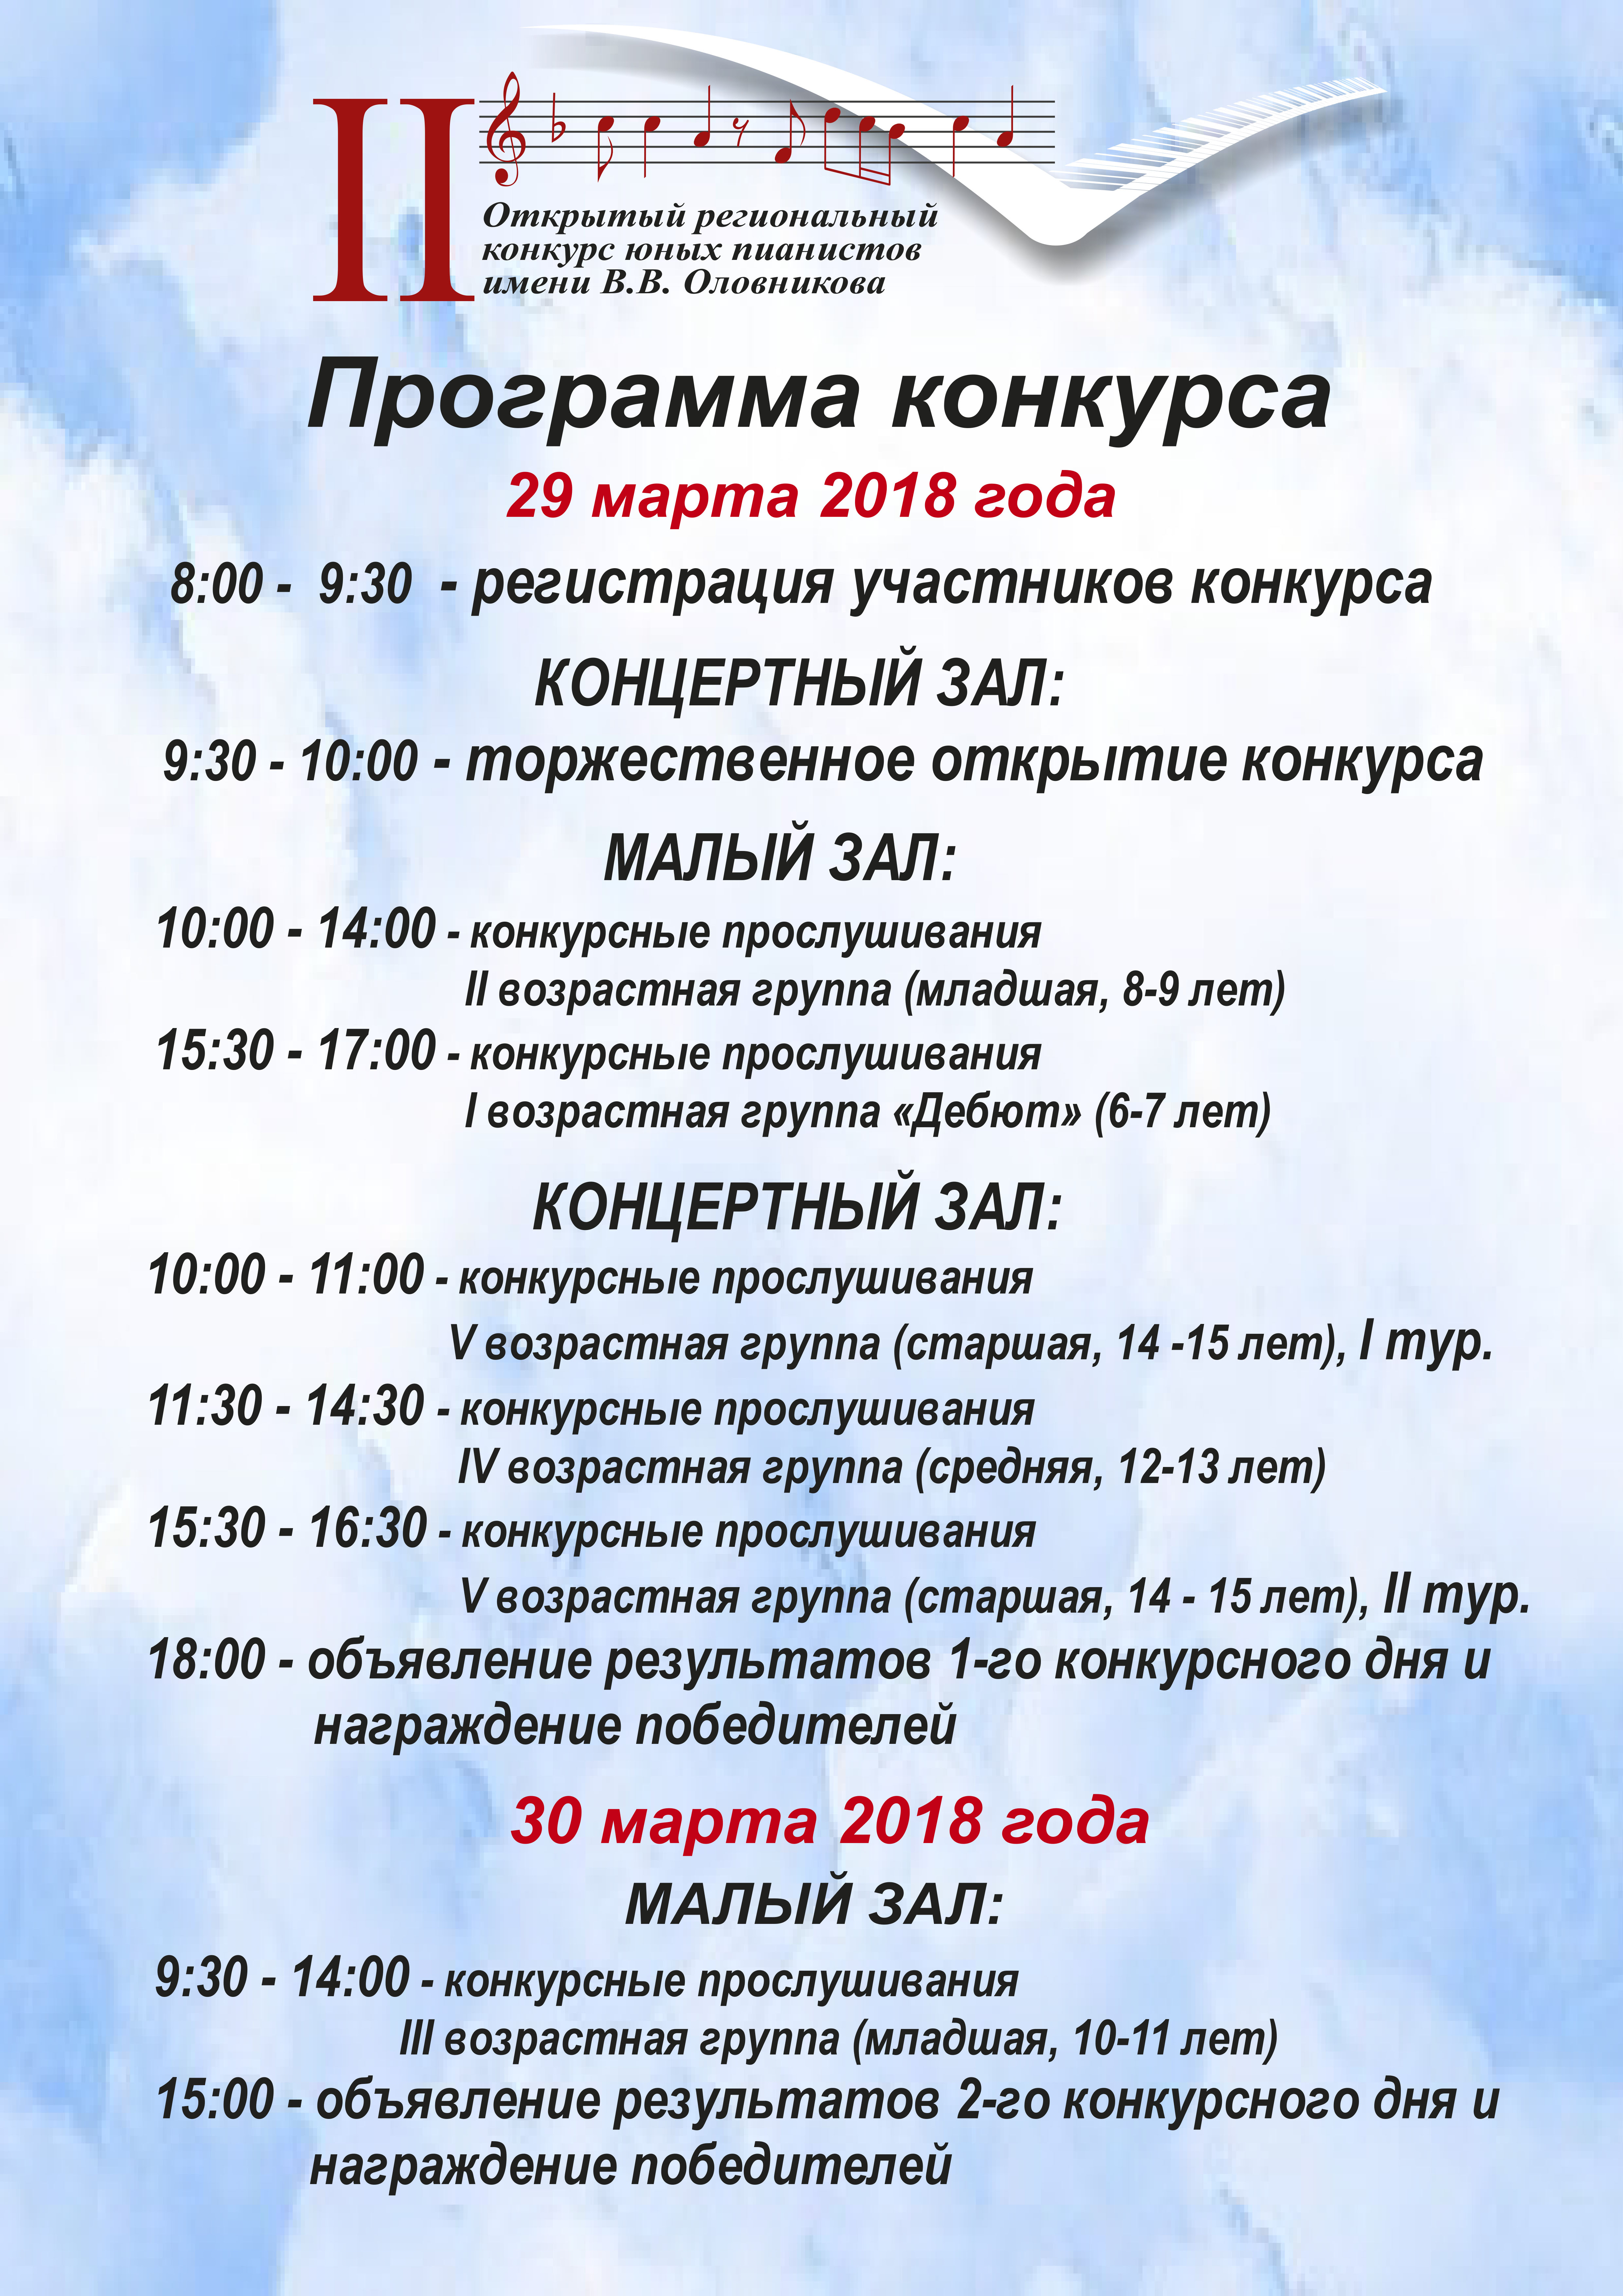 II
Открытый региональный
конкурс юных пианистов
имени В.В. Оловникова
Программа конкурса
29 марта 2018 года
8:00 - 9:30 - регистрация участников конкурса
КОНЦЕРТНЫЙ ЗАЛ:
9:30 - 10:00 - торжественное открытие конкурса
МАЛЫЙ ЗАЛ:
10:00 - 14:00 - конкурсные прослушивания
II возрастная группа (младшая, 8-9 лет)
15:30 - 17:00 - конкурсные прослушивания
I возрастная группа «Дебют» (6-7 лет)
КОНЦЕРТНЫЙ ЗАЛ:
10:00 - 11:00 - конкурсные прослушивания
V возрастная группа (старшая, 14 -15 лет), I тур.
11:30 - 14:30 - конкурсные прослушивания
IV возрастная группа (средняя, 12-13 лет)
15:30 - 16:30 - конкурсные прослушивания
V возрастная группа (старшая, 14 - 15 лет), II тур.
18:00 - объявление результатов 1-го конкурсного дня и
награждение победителей
30 марта 2018 года
МАЛЫЙ ЗАЛ:
9:30 - 14:00 - конкурсные прослушивания
III возрастная группа (младшая, 10-11 лет)
15:00 - объявление результатов 2-го конкурсного дня и
награждение победителей